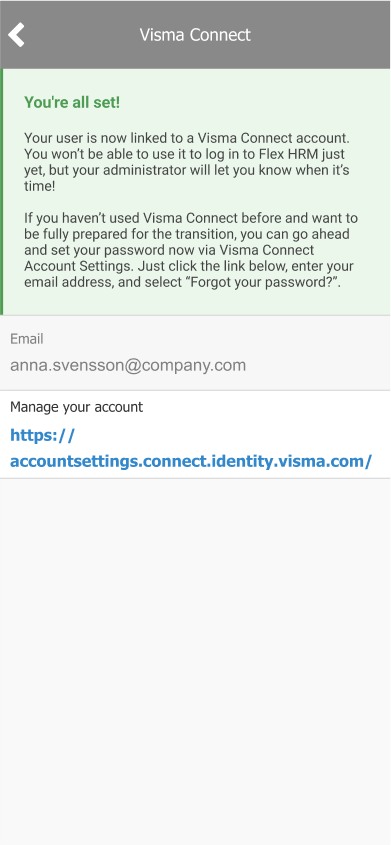 Visma Connect
You're all set!
Your user is now linked to a Visma Connect account.
You won't be able to use it to log in to Flex HRM just
yet, but your administrator will let you know when it's
time!
If you haven't used Visma Connect before and want to
be fully prepared for the transition, you can go ahead
and set your password now via Visma Connect
Account Settings. Just click the link below, enter your
email address, and select “Forgot your password?”.
Email
anna.svensson@company.com
Manage your account
https://
accountsettings.connect.identity.visma.com/